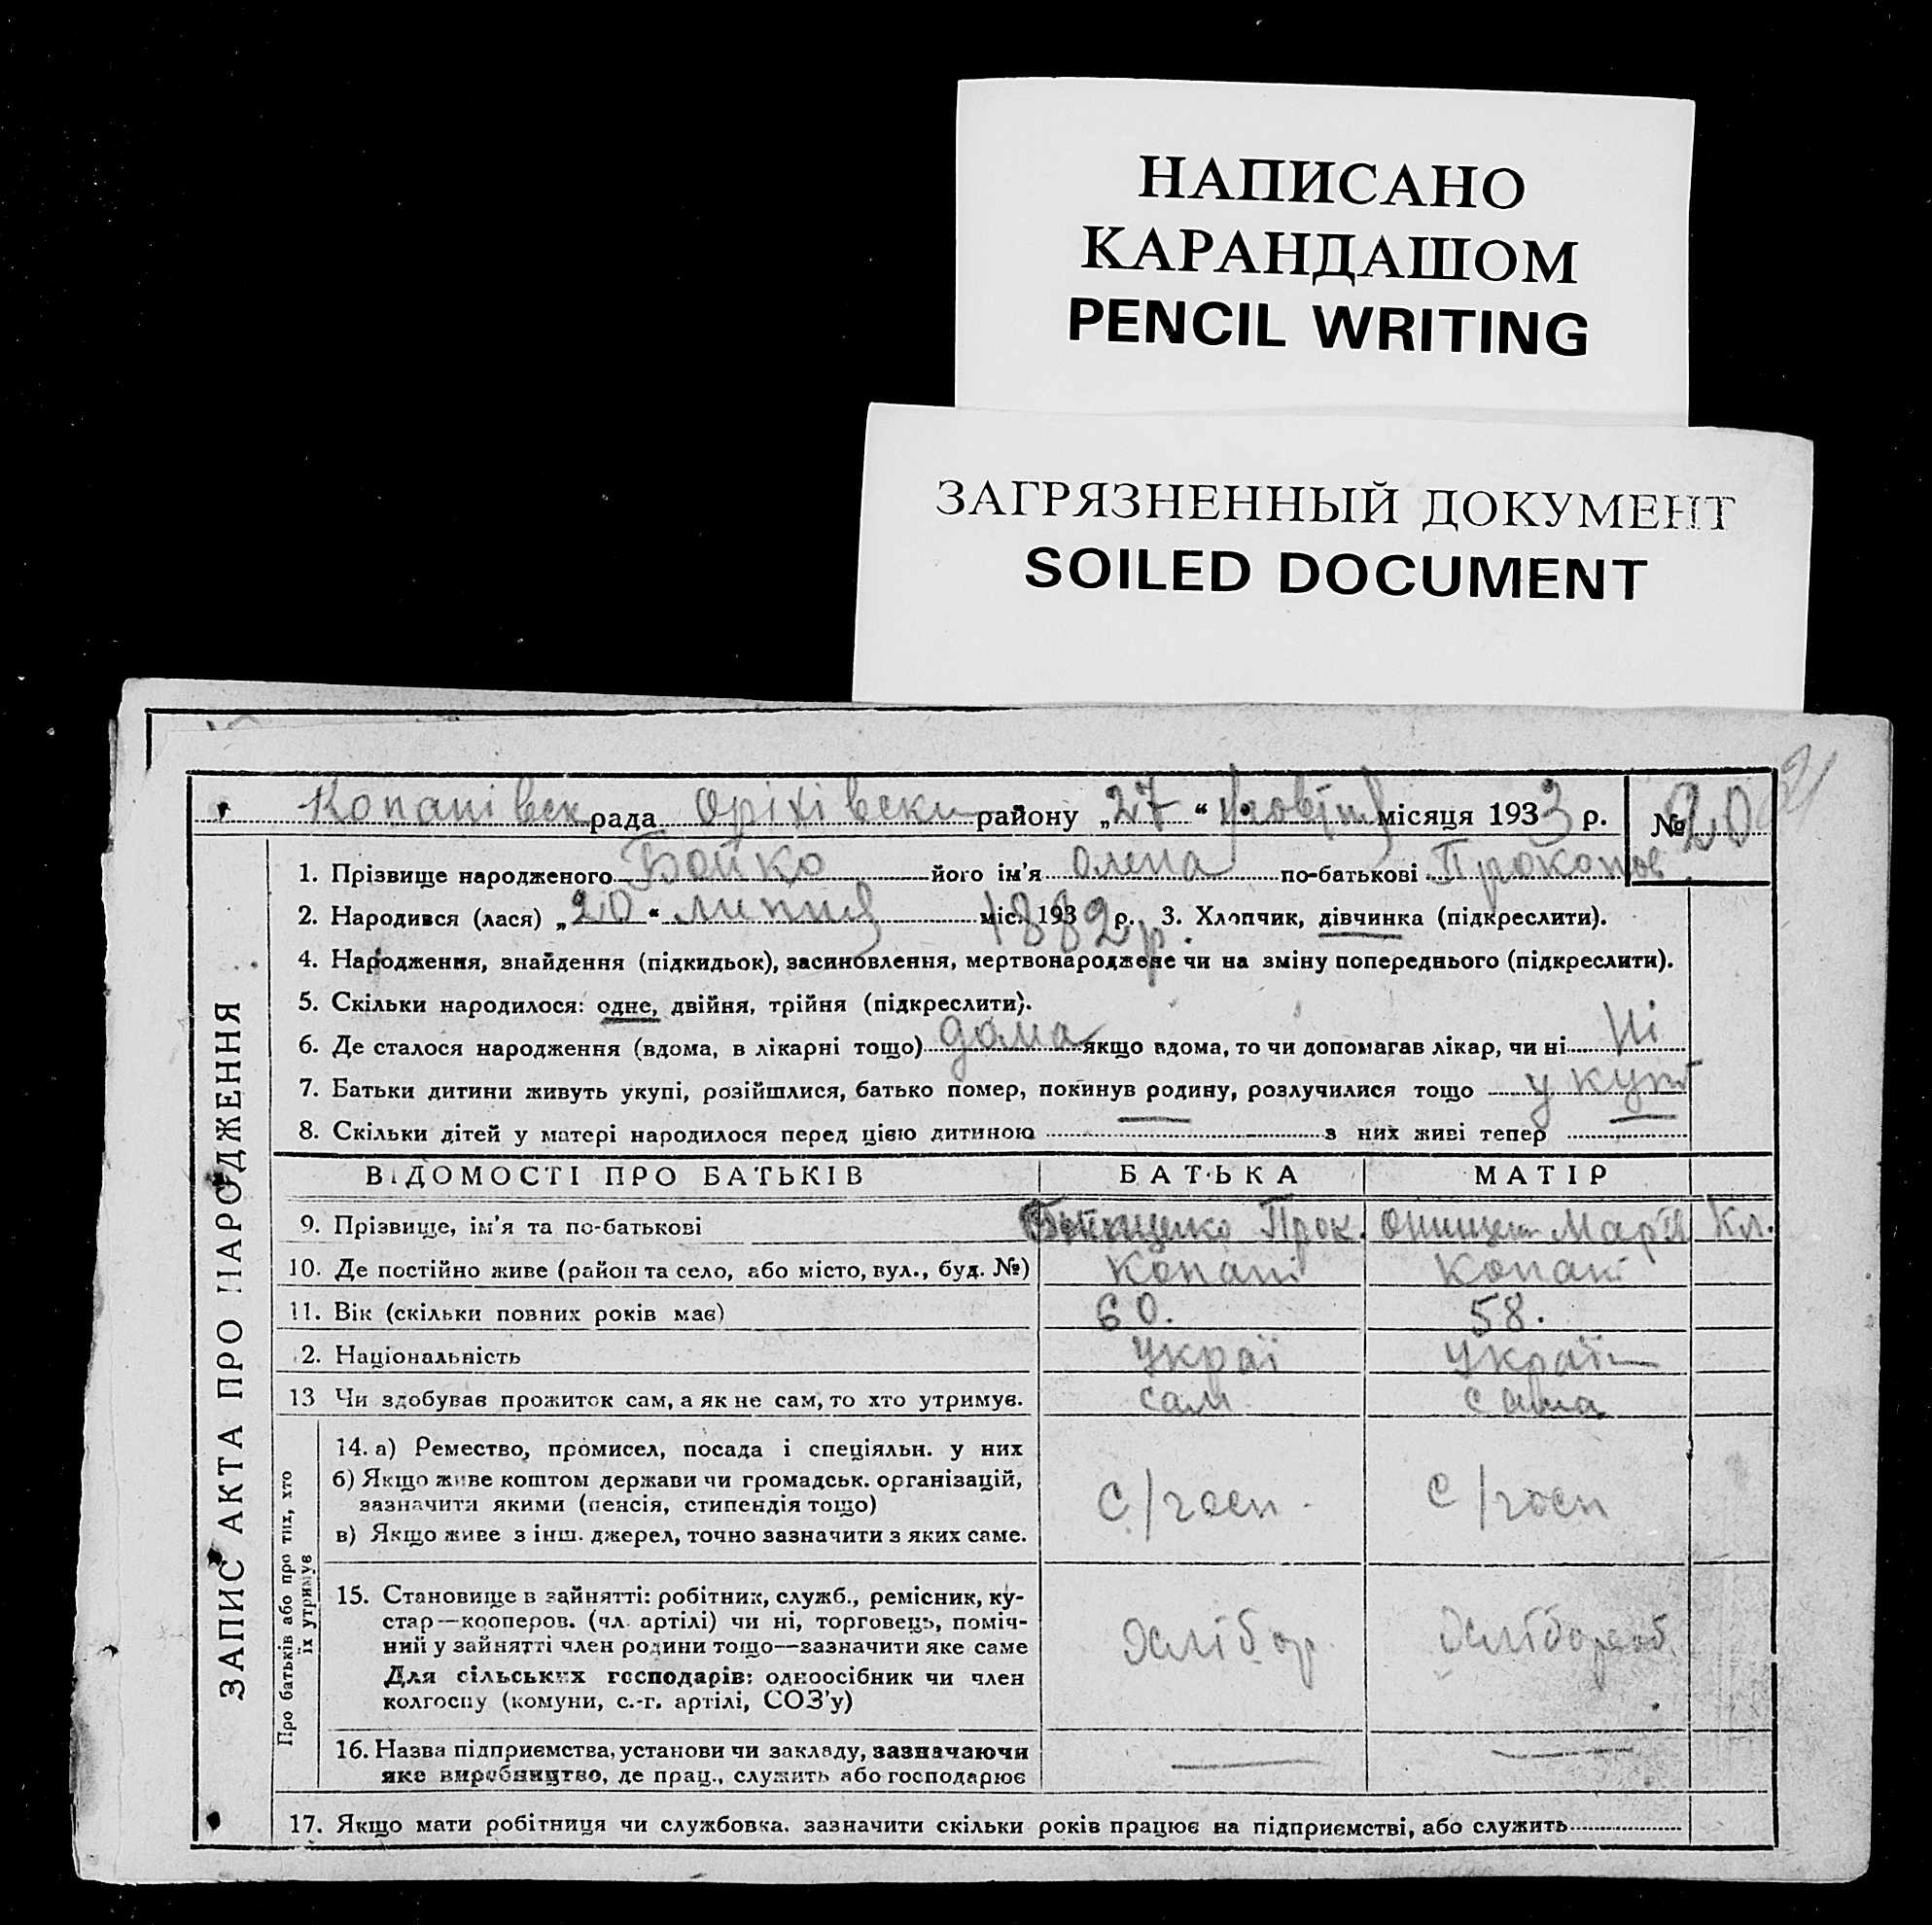 НАПИСАНО
КАРАНДАШОМ
PENCIL WRITING
ЗАГРЯЗНЕННЫЙ ДОКУМЕНТ
SOILED DOCUMENT
21
Копанівськ рада Оріхівськ району „27“ жовтня місяця 1933 р. № 20
ЗАПИС АКТА ПРО НАРОДЖЕННЯ
1. Прізвище народженого Бойко його ім'я Олена по-батькові Прокопов
2. Народився (лася) „20“ липня міс. 193 р. 1882 р. 3. Хлопчик, дівчинка (підкреслити).
4. Народження, знайдення (підкидьок), засиновлення, мертвонароджене чи на зміну попереднього (підкреслити).
5. Скільки народилося: одне, двійня, трійня (підкреслити).
6. Де сталося народження (вдома, в лікарні тощо) дома якщо вдома, то чи допомагав лікар, чи ні Ні
7. Батьки дитини живуть укупі, розійшлися, батько помер, покинув родину, розлучилися тощо укупі
8. Скільки дітей у матері народилося перед цією дитиною — з них живі тепер —
ВІДОМОСТІ ПРО БАТЬКІВ БАТЬКА МАТІР
9. Прізвище, ім'я та по-батькові Прок. Онищен Марія Кл.
10. Де постійно живе (район та село, або місто, вул., буд. №) Копані Копані
11. Вік (скільки повних років має) 60. 58.
12. Національність Украї Україн
13 Чи здобуває прожиток сам, а як не сам, то хто утримує. сам сама
Про батьків або про тих, хто
їх утримує
14. а) Ремество, промисел, посада і спеціяльн. у них
б) Якщо живе коштом держави чи громадськ. організацій,
зазначити якими (пенсія, стипендія тощо) с/госп. с/госп
в) Якщо живе з інш. джерел, точно зазначити з яких саме.
15. Становище в зайнятті: робітник, служб., ремісник, ку-
стар—кооперов. (чл. артілі) чи ні, торговець, поміч-
ний у зайнятті член родини тощо—зазначити яке саме Хлібор Хлібороб.
Для сільських господарів: одноосібник чи член
колгоспу (комуни, с.-г. артілі, СОЗ'у)
16. Назва підприємства, установи чи закладу, зазначаючи — —
яке виробництво, де прац., служить або господарює
17. Якщо мати робітниця чи службовка, зазначити скільки років працює на підприємстві, або служить